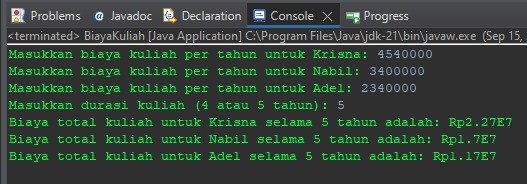 Problems Javadoc Declaration Console Progress
<terminated> BiayaKuliah [Java Application] C:\Program Files\Java\jdk-21\bin\javaw.exe (Sep 15,
Masukkan biaya kuliah per tahun untuk Krisna: 4540000
Masukkan biaya kuliah per tahun untuk Nabil: 3400000
Masukkan biaya kuliah per tahun untuk Adel: 2340000
Masukkan durasi kuliah (4 atau 5 tahun): 5
Biaya total kuliah untuk Krisna selama 5 tahun adalah: Rp2.27E7
Biaya total kuliah untuk Nabil selama 5 tahun adalah: Rp1.7E7
Biaya total kuliah untuk Adel selama 5 tahun adalah: Rp1.17E7